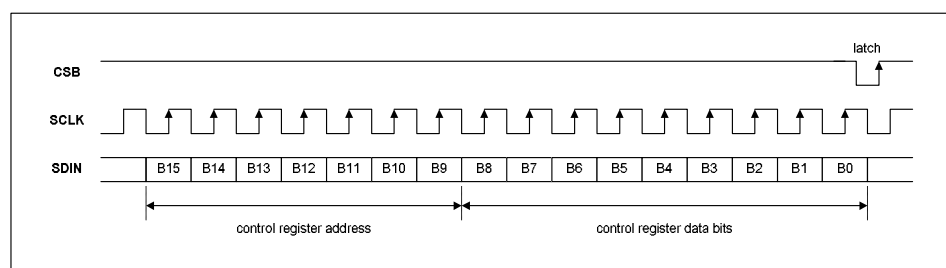 latch
CSB
SCLK
SDIN B15 B14 B13 B12 B11 B10 B9 B8 B7 B6 B5 B4 B3 B2 B1 B0
control register address control register data bits